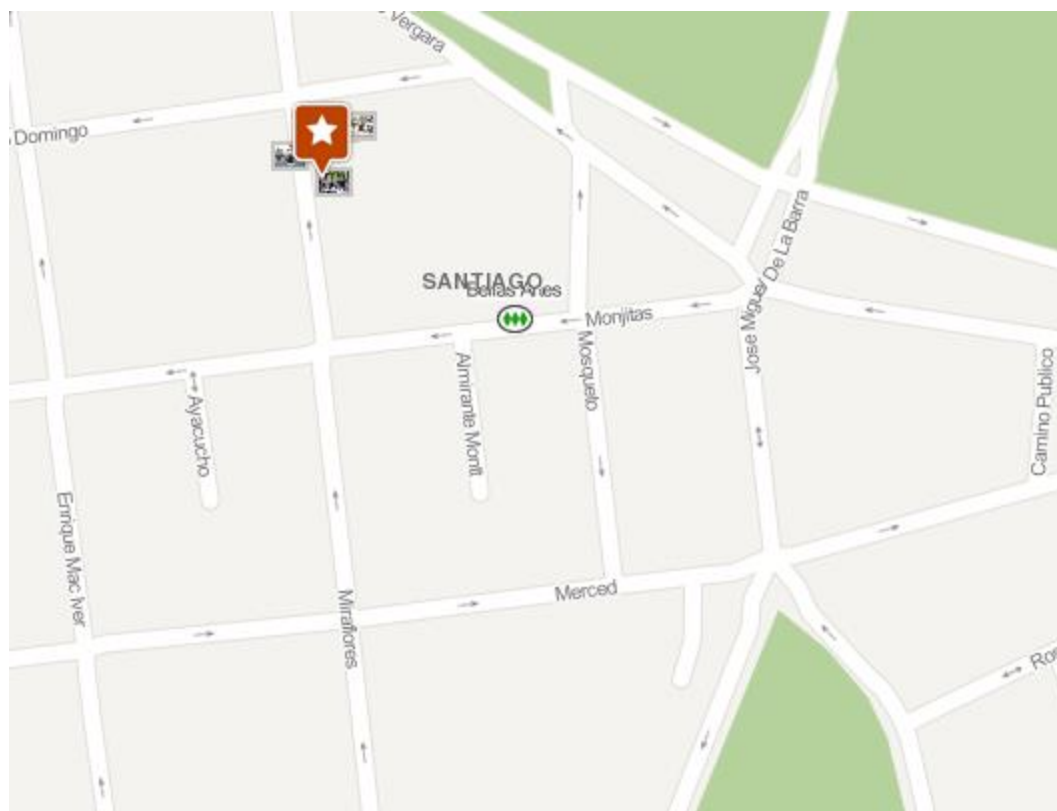 Vergara
Domingo
SANTIAGO
Bellas Artes
Monjitas
Jose Miguel De La Barra
Mosqueto
Almirante Montt
Ayacucho
Camino Publico
Enrique Mac Iver
Miraflores
Merced